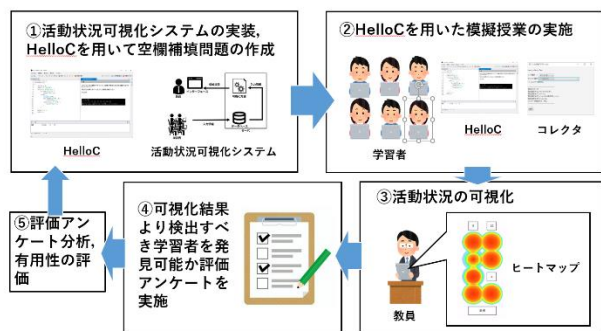 ①活動状況可視化システムの実装,
HelloCを用いて空欄補填問題の作成
HelloC
活動状況可視化システム
②HelloCを用いた模擬授業の実施
学習者
HelloC
コレクタ
③活動状況の可視化
ヒートマップ
教員
④可視化結果
より検出すべ
き学習者を発
見可能か評価
アンケートを
実施
⑤評価アン
ケート分析,
有用性の評
価